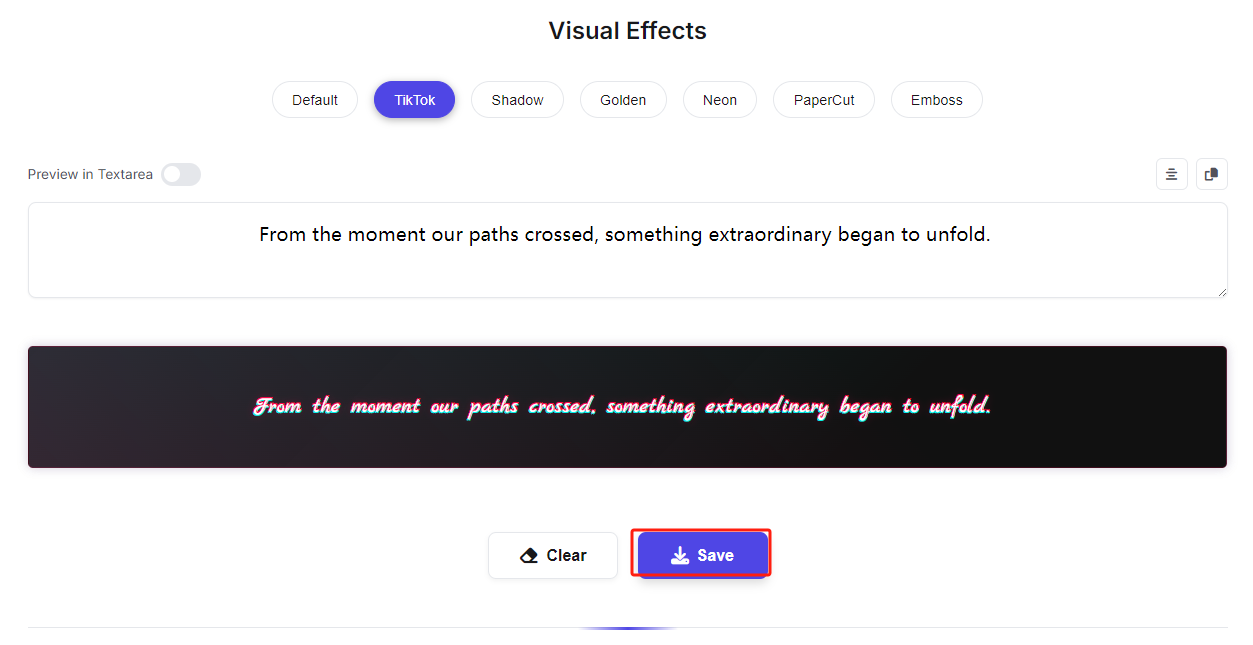 Visual Effects
Default TikTok Shadow Golden Neon PaperCut Emboss
Preview in Textarea
From the moment our paths crossed, something extraordinary began to unfold.
From the moment our paths crossed, something extraordinary began to unfold.
Clear Save